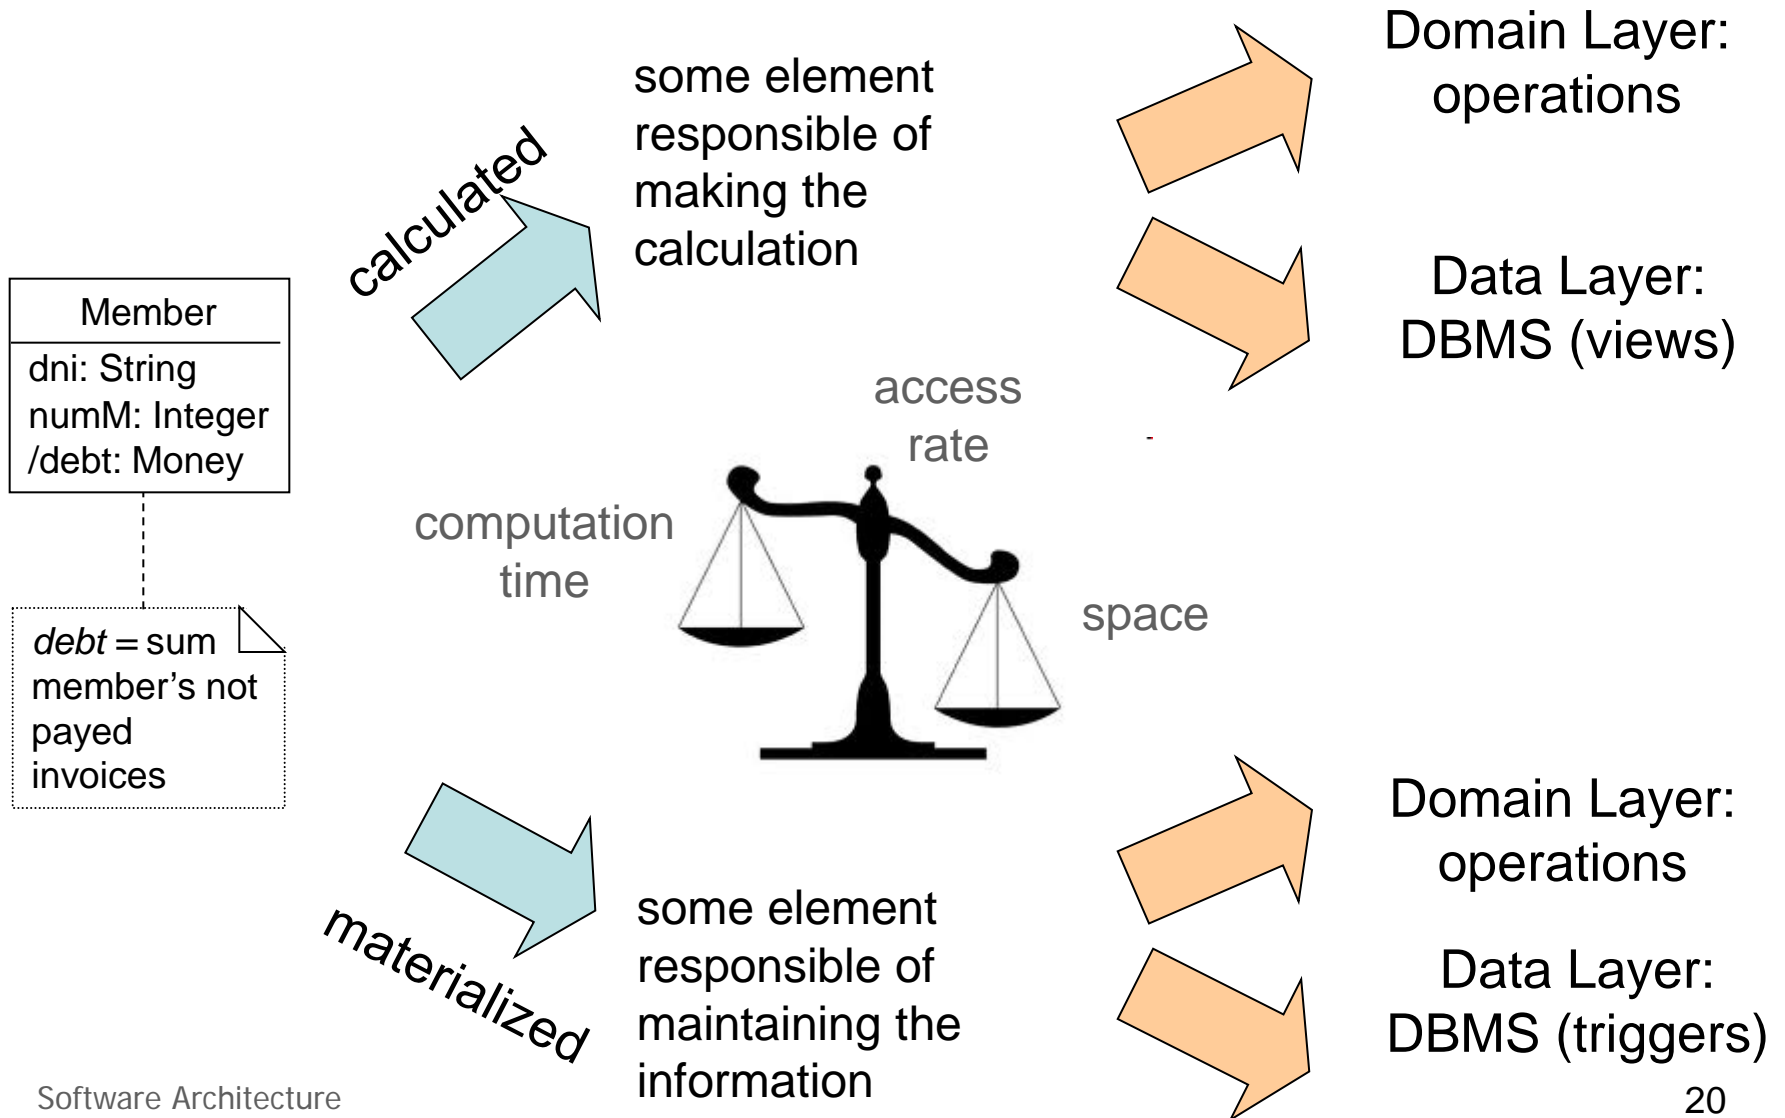 Member
dni: String
numM: Integer
/debt: Money
debt = sum
member's not
payed
invoices
calculated
some element
responsible of
making the
calculation
Domain Layer:
operations
Data Layer:
DBMS (views)
access
rate
computation
time
space
materialized
some element
responsible of
maintaining the
information
Domain Layer:
operations
Data Layer:
DBMS (triggers)
Software Architecture
20